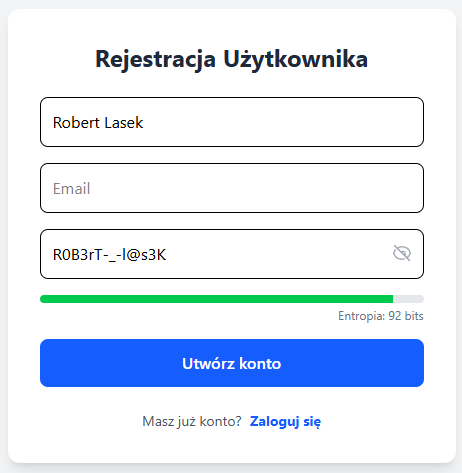 Rejestracja Użytkownika
Robert Lasek
Email
R0B3rT-_-l@s3K
Entropia: 92 bits
Utwórz konto
Masz już konto? Zaloguj się